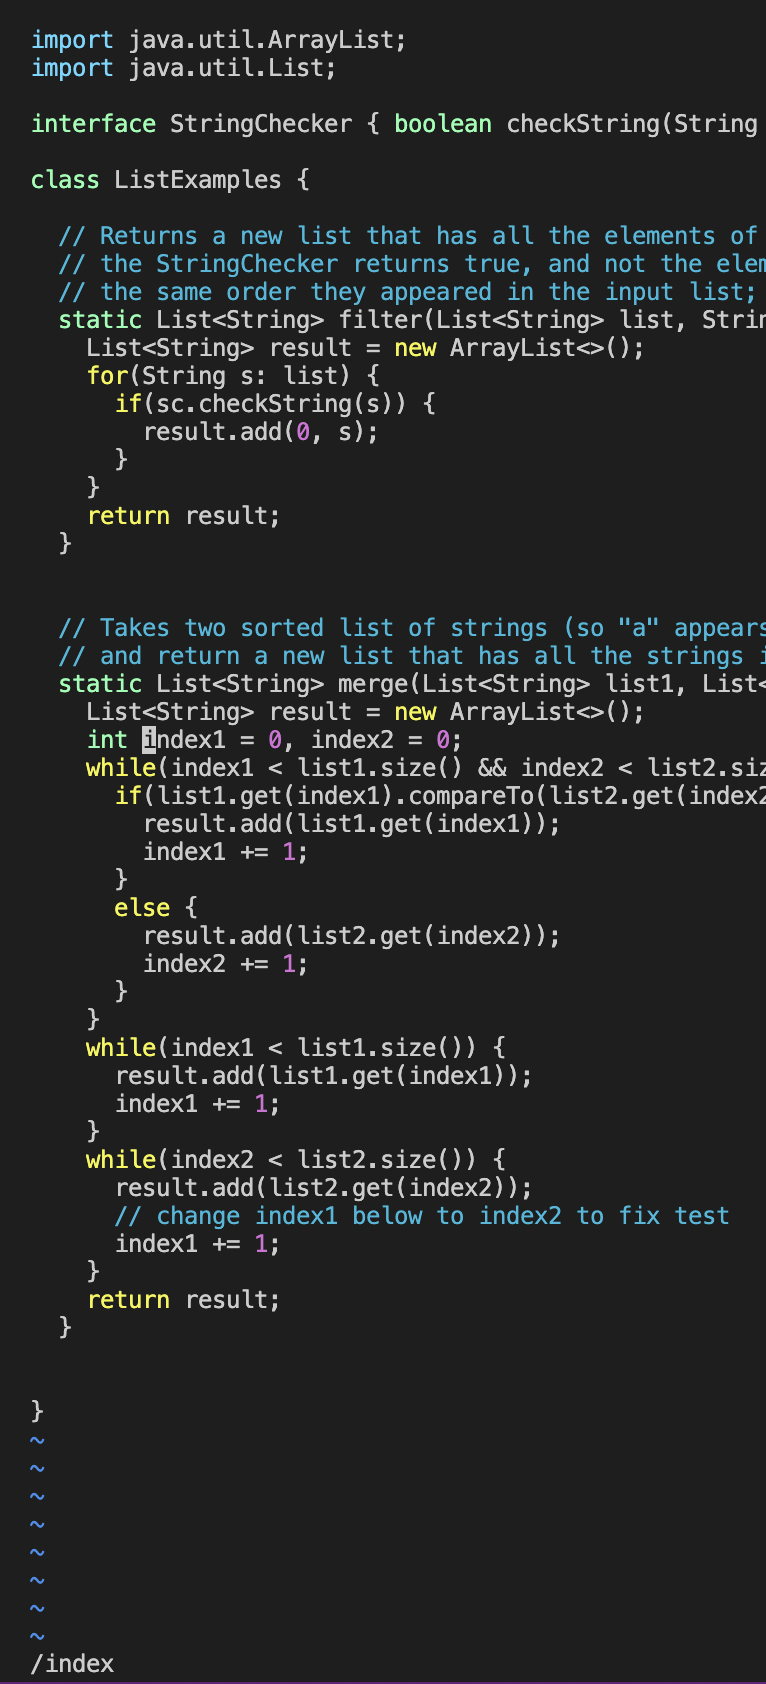 import java.util.ArrayList;
import java.util.List;

interface StringChecker { boolean checkString(String

class ListExamples {

  // Returns a new list that has all the elements of
  // the StringChecker returns true, and not the elem
  // the same order they appeared in the input list;
  static List<String> filter(List<String> list, Strin
    List<String> result = new ArrayList<>();
    for(String s: list) {
      if(sc.checkString(s)) {
        result.add(0, s);
      }
    }
    return result;
  }


  // Takes two sorted list of strings (so "a" appears
  // and return a new list that has all the strings i
  static List<String> merge(List<String> list1, List<
    List<String> result = new ArrayList<>();
    int index1 = 0, index2 = 0;
    while(index1 < list1.size() && index2 < list2.siz
      if(list1.get(index1).compareTo(list2.get(index2
        result.add(list1.get(index1));
        index1 += 1;
      }
      else {
        result.add(list2.get(index2));
        index2 += 1;
      }
    }
    while(index1 < list1.size()) {
      result.add(list1.get(index1));
      index1 += 1;
    }
    while(index2 < list2.size()) {
      result.add(list2.get(index2));
      // change index1 below to index2 to fix test
      index1 += 1;
    }
    return result;
  }


}
~
~
~
~
~
~
~
~
/index